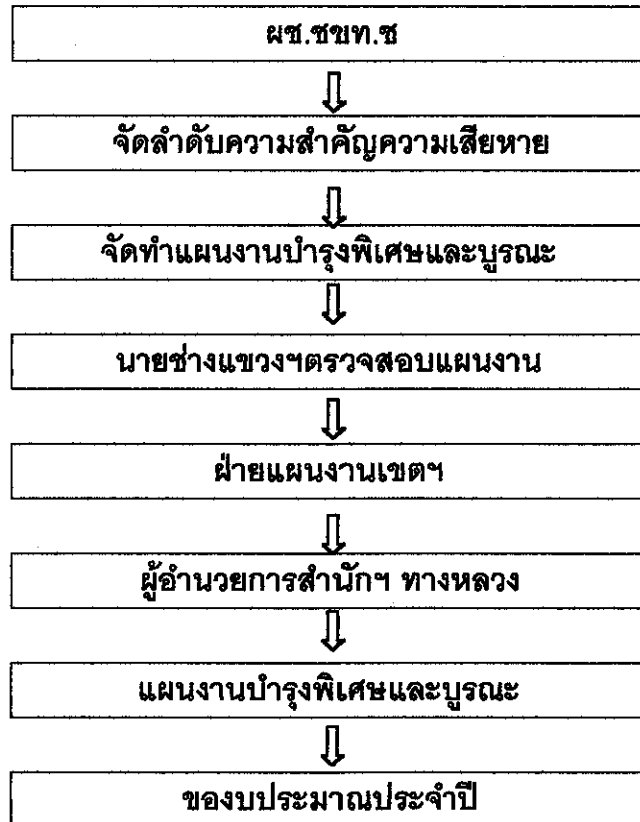 ผช.ชขท.ช
จัดลำดับความสำคัญความเสียหาย
จัดทำแผนงานบำรุงพิเศษและบูรณะ
นายช่างแขวงฯตรวจสอบแผนงาน
ฝ่ายแผนงานเขตฯ
ผู้อำนวยการสำนักฯ ทางหลวง
แผนงานบำรุงพิเศษและบูรณะ
ของบประมาณประจำปี